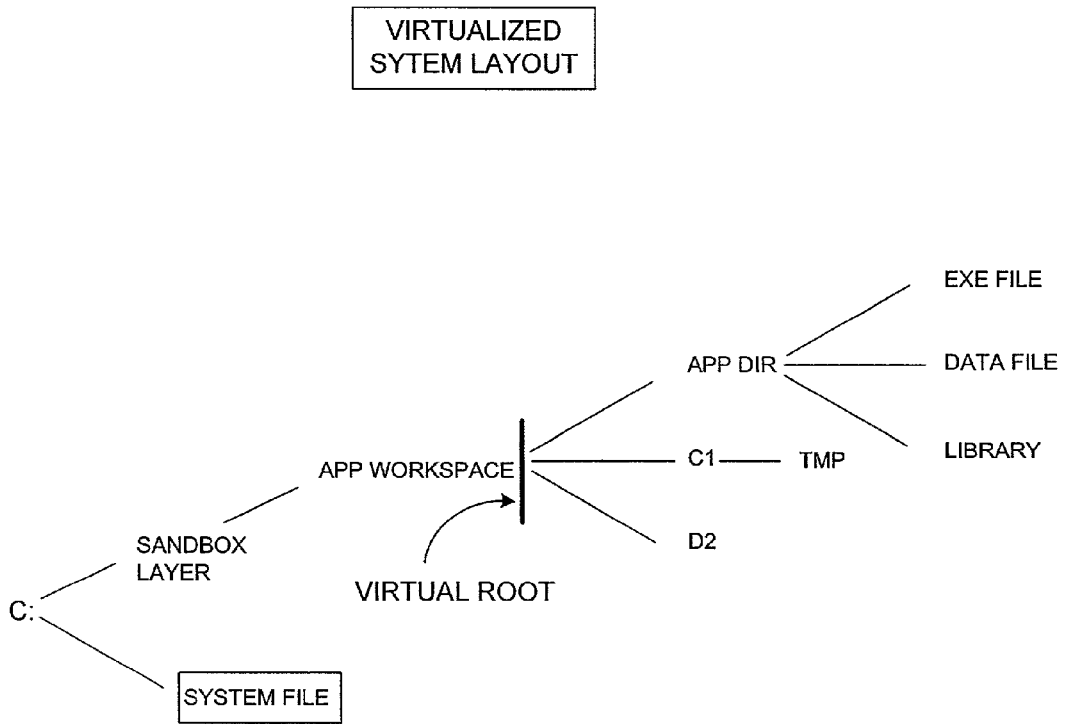 VIRTUALIZED
SYTEM LAYOUT
EXE FILE
APP DIR
DATA FILE
LIBRARY
APP WORKSPACE
C1
TMP
D2
SANDBOX
LAYER
VIRTUAL ROOT
C:
SYSTEM FILE